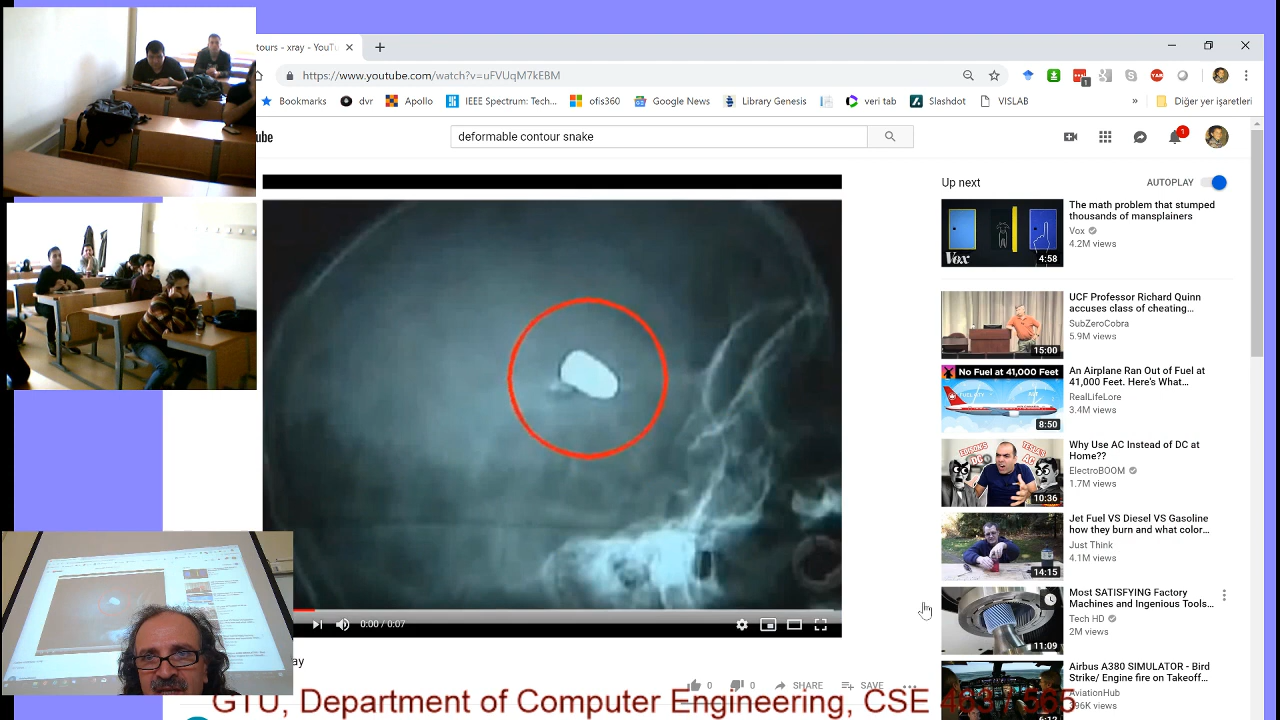 tours - xray - YouTu
https://www.youtube.com/watch?v=uFVUqM7kEBM
Bookmarks dvr Apollo IEEE Spectrum: Tech... ofis360 Google News Library Genesis veri tab Slashdot VISLAB » Diğer yer işaretleri
ube
deformable contour snake
1
Up next
AUTOPLAY
The math problem that stumped
thousands of mansplainers
Vox
4.2M views
Vox
4:58
UCF Professor Richard Quinn
accuses class of cheating...
SubZeroCobra
5.9M views
15:00
No Fuel at 41,000 Feet
An Airplane Ran Out of Fuel at
41,000 Feet. Here's What...
RealLifeLore
3.4M views
8:50
Why Use AC Instead of DC at
Home??
ElectroBOOM
1.7M views
10:36
Jet Fuel VS Diesel VS Gasoline
how they burn and what color...
Just Think
4.1M views
14:15
Most SATISFYING Factory
Machines and Ingenious Tools...
Tech HD
2M views
11:09
0:00 / 0:07
ray
Airbus A380 SIMULATOR - Bird
Strike/ Engine fire on Takeoff...
AviationHub
0 0 SHARE SAVE
GTU, Department of Computer Engineering, CSE